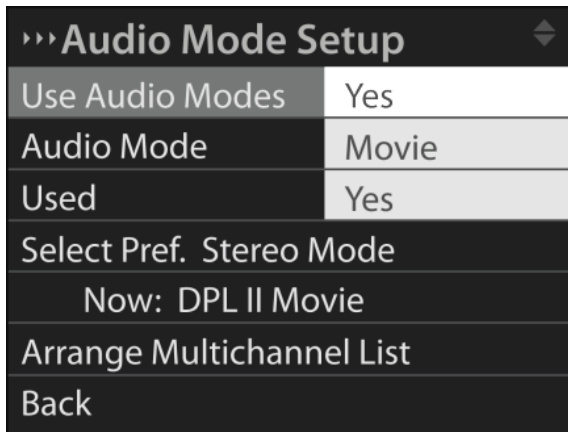 ···Audio Mode Setup
Use Audio Modes Yes
Audio Mode Movie
Used Yes
Select Pref. Stereo Mode
Now: DPL II Movie
Arrange Multichannel List
Back